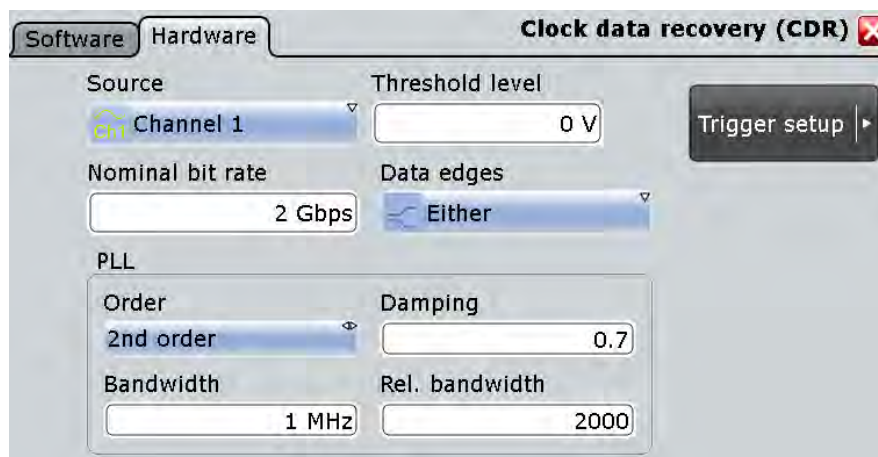 Software Hardware Clock data recovery (CDR)
Source Threshold level
Ch1 Channel 1 0 V Trigger setup
Nominal bit rate Data edges
2 Gbps Either
PLL
Order Damping
2nd order 0.7
Bandwidth Rel. bandwidth
1 MHz 2000